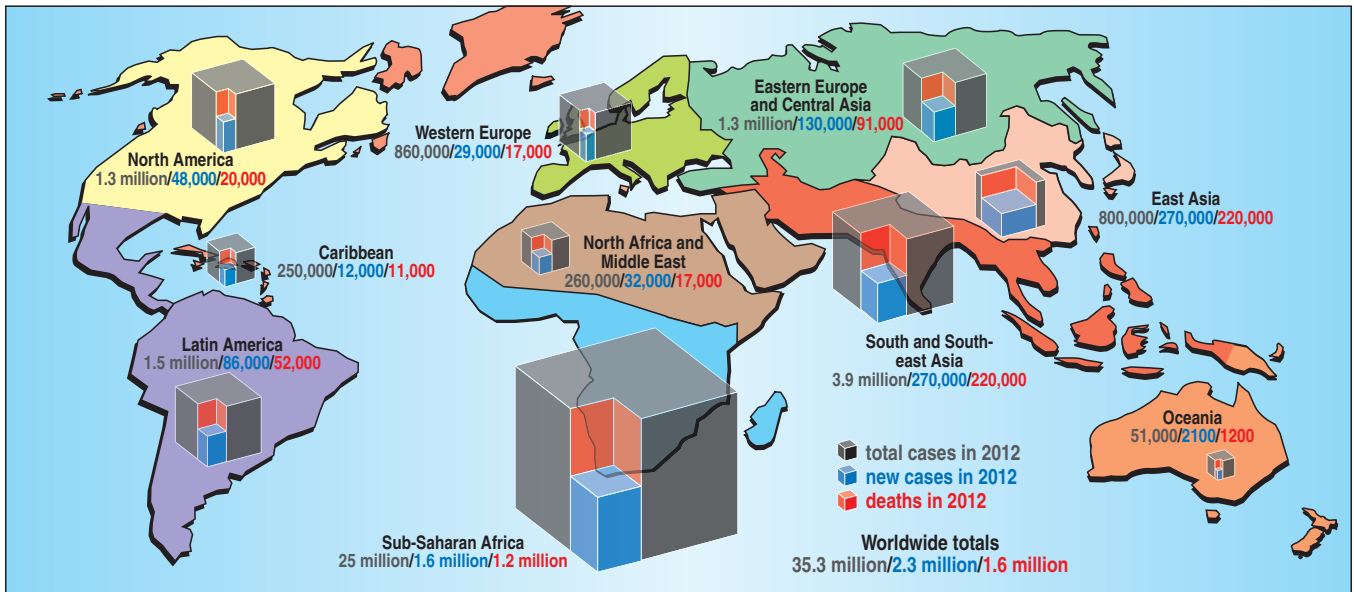 North America
1.3 million/48,000/20,000
Western Europe
860,000/29,000/17,000
Eastern Europe
and Central Asia
1.3 million/130,000/91,000
East Asia
800,000/270,000/220,000
Caribbean
250,000/12,000/11,000
North Africa and
Middle East
260,000/32,000/17,000
Latin America
1.5 million/86,000/52,000
South and South-
east Asia
3.9 million/270,000/220,000
Oceania
51,000/2100/1200
total cases in 2012
new cases in 2012
deaths in 2012
Sub-Saharan Africa
25 million/1.6 million/1.2 million
Worldwide totals
35.3 million/2.3 million/1.6 million